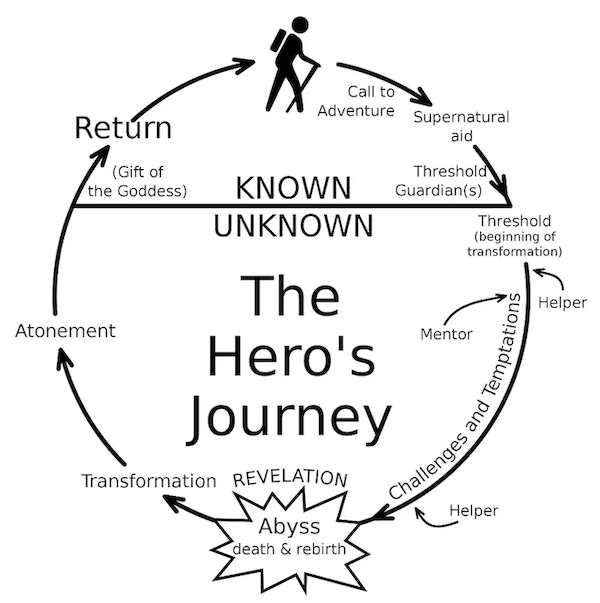 Call to
Adventure
Supernatural
aid
Return
(Gift of
the Goddess)
Threshold
Guardian(s)
KNOWN
UNKNOWN
Threshold
(beginning of
transformation)
Helper
Mentor
Challenges and Temptations
The
Hero's
Journey
Atonement
Transformation
REVELATION
Abyss
death & rebirth
Helper